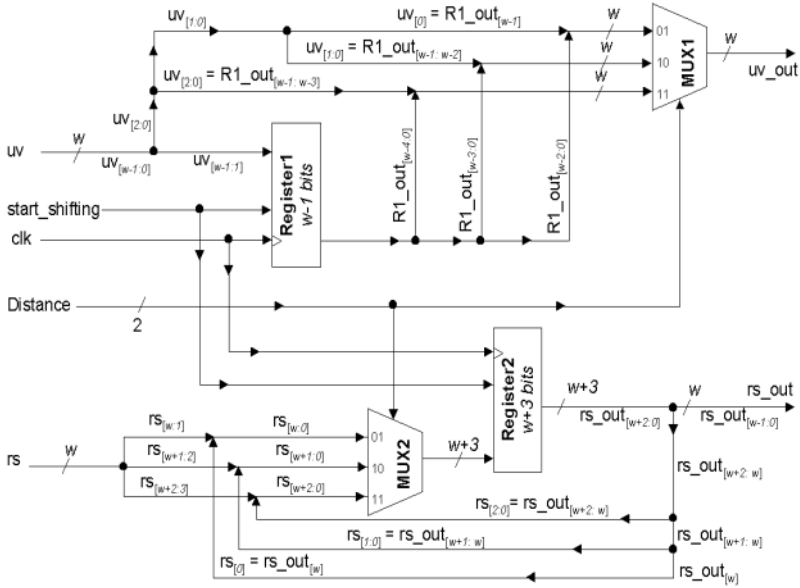 uv[1:0]
uv[0] = R1_out[w-1]
w
01
uv[1:0] = R1_out[w-1: w-2]
w
10
MUX1
w
uv_out
uv[2:0] = R1_out[w-1: w-3]
w
11
uv[2:0]
uv
w
uv[w-1:0]
uv[w-1:1]
Register1
w-1 bits
R1_out[w-4:0]
R1_out[w-3:0]
R1_out[w-2:0]
start_shifting
clk
Distance
2
Register2
w+3 bits
w+3
rs_out[w+2:0]
w
rs_out
rs_out[w-1:0]
rs[w:1]
rs[w:0]
01
rs
w
rs[w+1:2]
rs[w+1:0]
10
MUX2
w+3
rs[w+2:3]
rs[w+2:0]
11
rs_out[w+2: w]
rs[2:0]= rs_out[w+2: w]
rs[1:0] = rs_out[w+1: w]
rs_out[w+1: w]
rs[0] = rs_out[w]
rs_out[w]